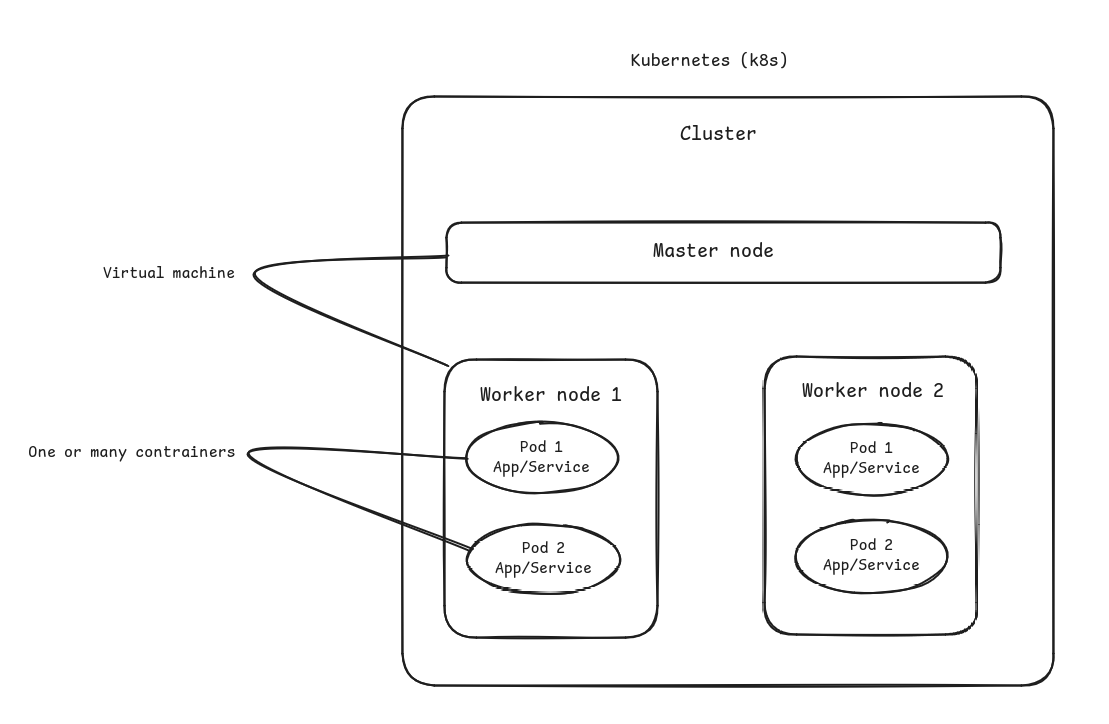 Kubernetes (k8s)
Cluster
Master node
Virtual machine
Worker node 1
Pod 1
App/Service
Pod 2
App/Service
One or many contrainers
Worker node 2
Pod 1
App/Service
Pod 2
App/Service